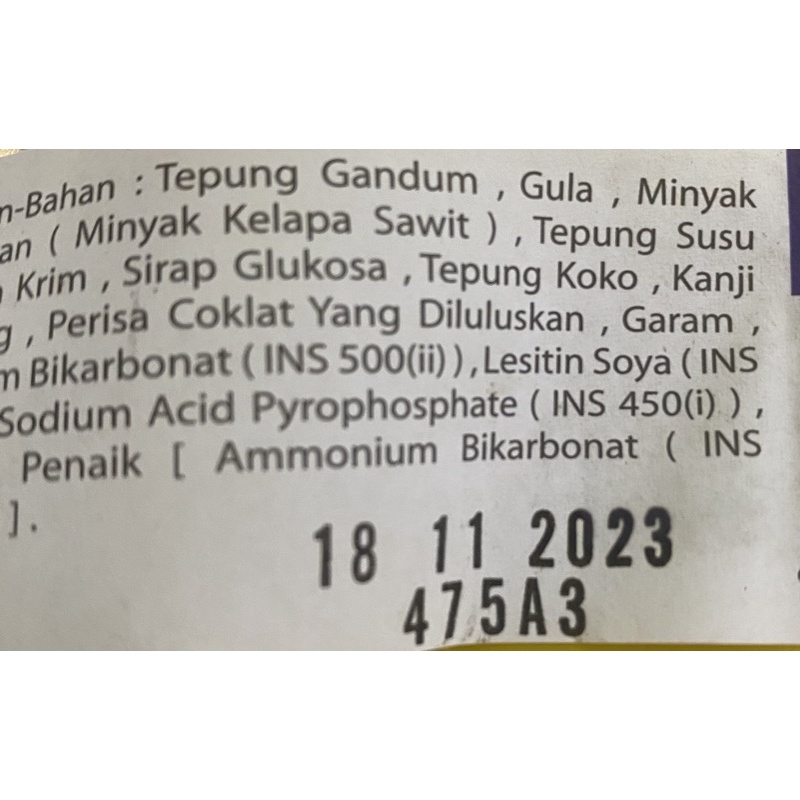 n-Bahan : Tepung Gandum , Gula , Minyak
an ( Minyak Kelapa Sawit ) , Tepung Susu
Krim , Sirap Glukosa , Tepung Koko , Kanji
g , Perisa Coklat Yang Diluluskan , Garam ,
m Bikarbonat ( INS 500(ii) ) , Lesitin Soya ( INS
Sodium Acid Pyrophosphate ( INS 450(i) ) ,
Penaik [ Ammonium Bikarbonat ( INS
] .
18 11 2023
475A3